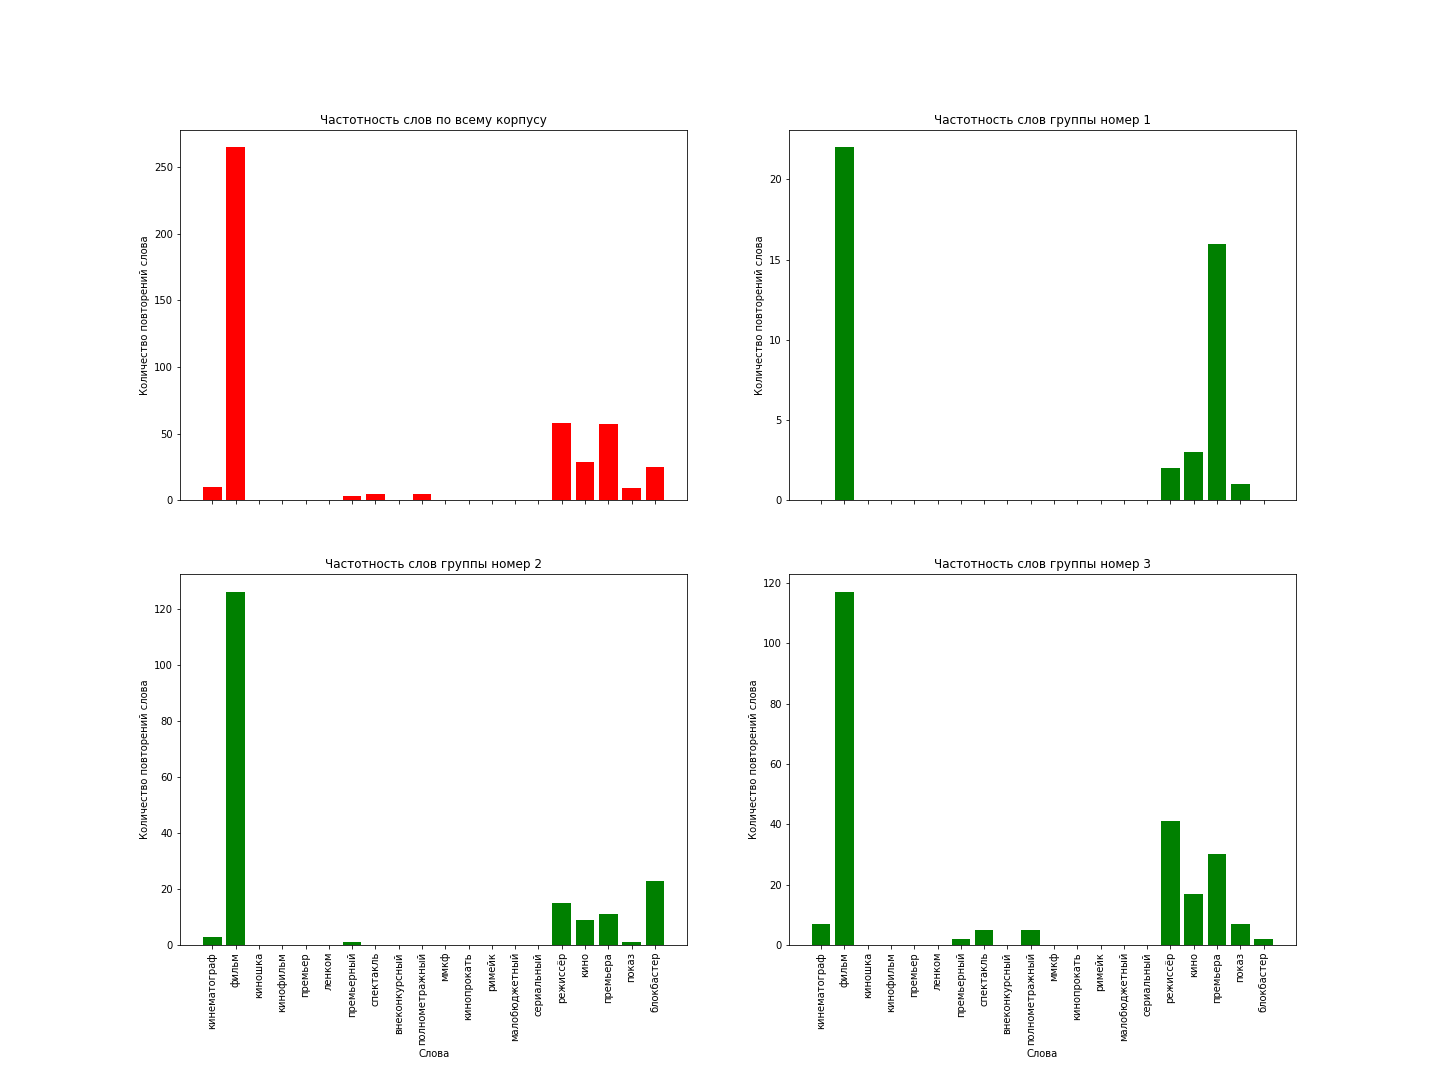 Частотность слов по всему корпусу
Количество повторений слова
250
200
150
100
50
0
Частотность слов группы номер 1
Количество повторений слова
20
15
10
5
0
Частотность слов группы номер 2
Количество повторений слова
120
100
80
60
40
20
0
кинематограф
фильм
киношка
кинофильм
премьер
ленком
премьерный
спектакль
внеконкурсный
полнометражный
ммкф
кинопрокать
римейк
малобюджетный
сериальный
режиссёр
кино
премьера
показ
блокбастер
Слова
Частотность слов группы номер 3
Количество повторений слова
120
100
80
60
40
20
0
кинематограф
фильм
киношка
кинофильм
премьер
ленком
премьерный
спектакль
внеконкурсный
полнометражный
ммкф
кинопрокать
римейк
малобюджетный
сериальный
режиссёр
кино
премьера
показ
блокбастер
Слова